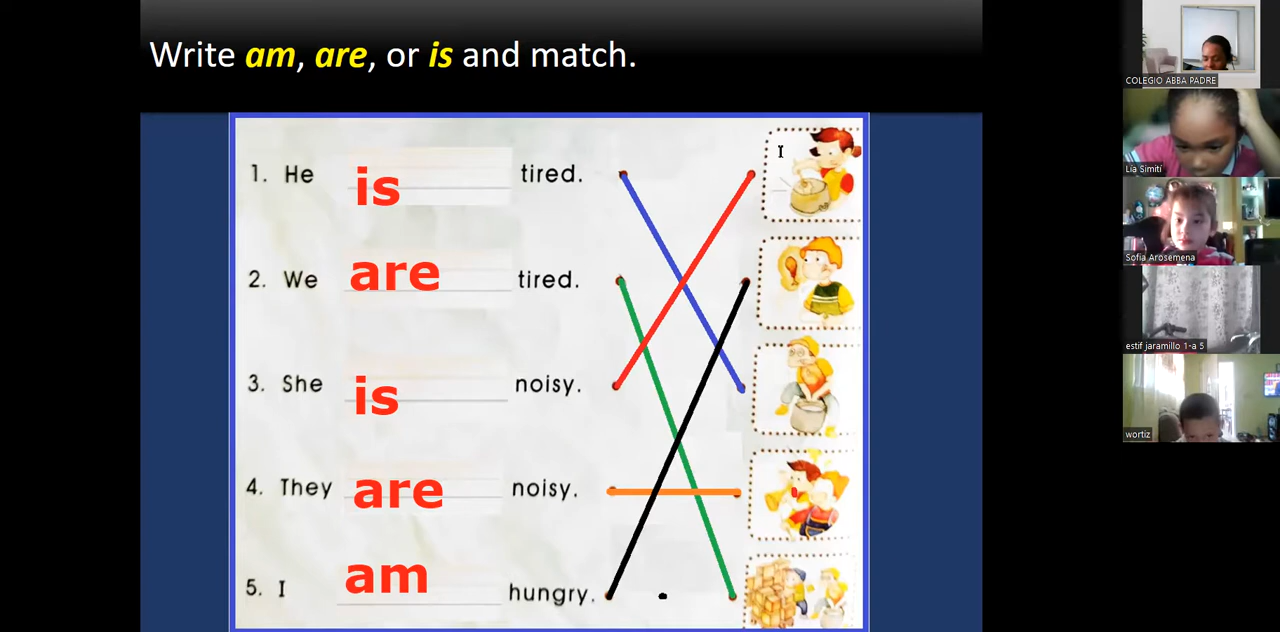 Write am, are, or is and match.
1. He is tired.
2. We are tired.
3. She is noisy.
4. They are noisy.
5. I am hungry.
COLEGIO ABBA PADRE
Lia Simití
Sofia Arosemena
estif jaramillo 1-a 5
wortiz